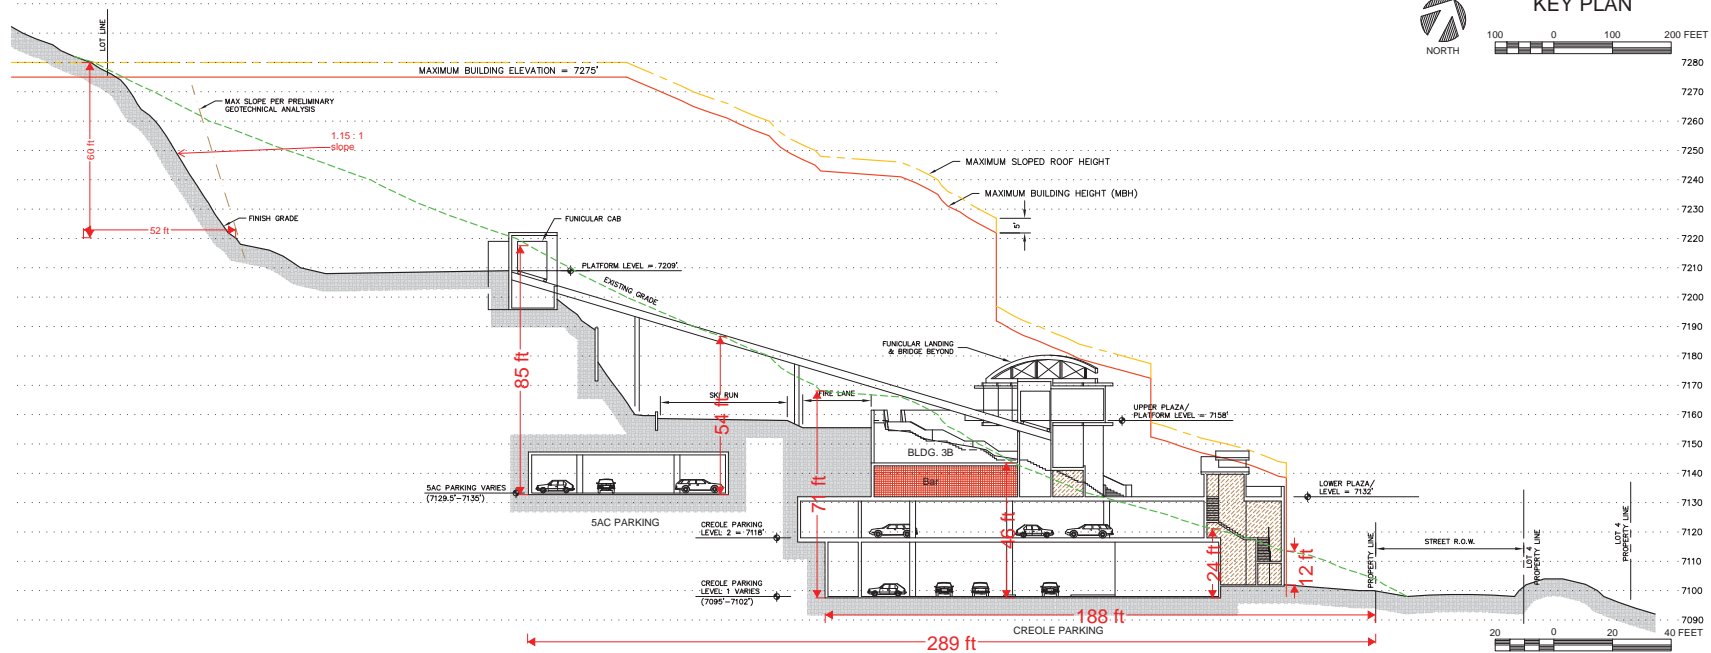 KEY PLAN
NORTH
100 0 100 200 FEET
LOT LINE
7280
MAXIMUM BUILDING ELEVATION = 7275'
7270
MAX SLOPE PER PRELIMINARY
GEOTECHNICAL ANALYSIS
7260
1.15 : 1
slope
7250
60 ft
MAXIMUM SLOPED ROOF HEIGHT
7240
MAXIMUM BUILDING HEIGHT (MBH)
7230
FINISH GRADE
52 ft
FUNICULAR CAB
5'
7220
PLATFORM LEVEL = 7209'
7210
EXISTING GRADE
7200
7190
FUNICULAR LANDING
& BRIDGE BEYOND
7180
85 ft
7170
SKI RUN
FIRE LANE
54 ft
UPPER PLAZA/
PLATFORM LEVEL = 7158'
7160
7150
BLDG. 3B
7140
Bar
5AC PARKING VARIES
(7129.5'-7135')
71 ft
LOWER PLAZA/
LEVEL = 7132'
7130
5AC PARKING
CREOLE PARKING
LEVEL 2 = 7118'
46 ft
7120
STREET R.O.W.
LOT 4
PROPERTY LINE
PROPERTY LINE
LOT 4
PROPERTY LINE
7110
24 ft
12 ft
CREOLE PARKING
LEVEL 1 VARIES
(7095'-7102')
7100
188 ft
7090
CREOLE PARKING
289 ft
20 0 20 40 FEET